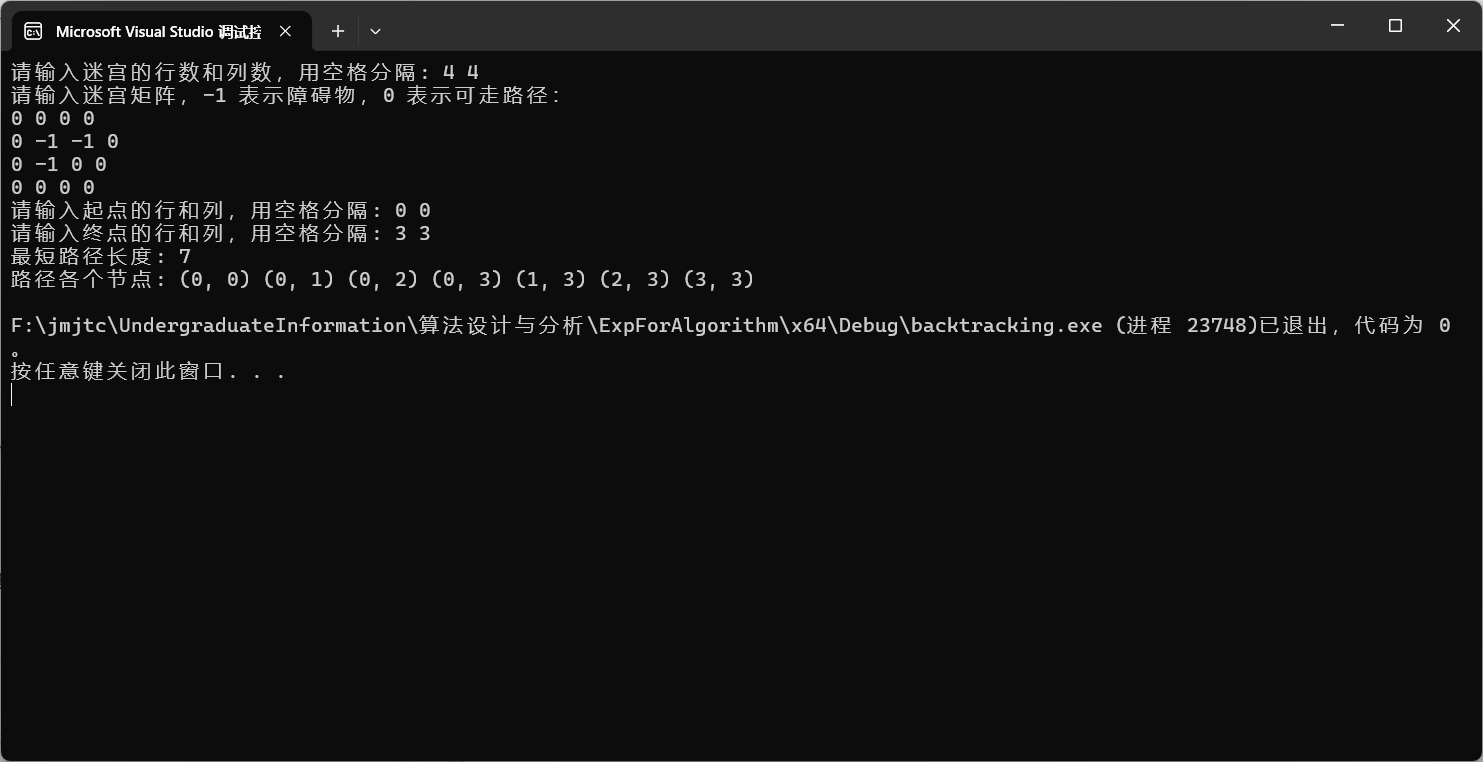 Microsoft Visual Studio 调试控
请输入迷宫的行数和列数，用空格分隔：4 4
请输入迷宫矩阵，-1 表示障碍物，0 表示可走路径：
0 0 0 0
0 -1 -1 0
0 -1 0 0
0 0 0 0
请输入起点的行和列，用空格分隔：0 0
请输入终点的行和列，用空格分隔：3 3
最短路径长度：7
路径各个节点：(0, 0) (0, 1) (0, 2) (0, 3) (1, 3) (2, 3) (3, 3)
F:\jmjtc\UndergraduateInformation\算法设计与分析\ExpForAlgorithm\x64\Debug\backtracking.exe (进程 23748)已退出，代码为 0
。
按任意键关闭此窗口. . .